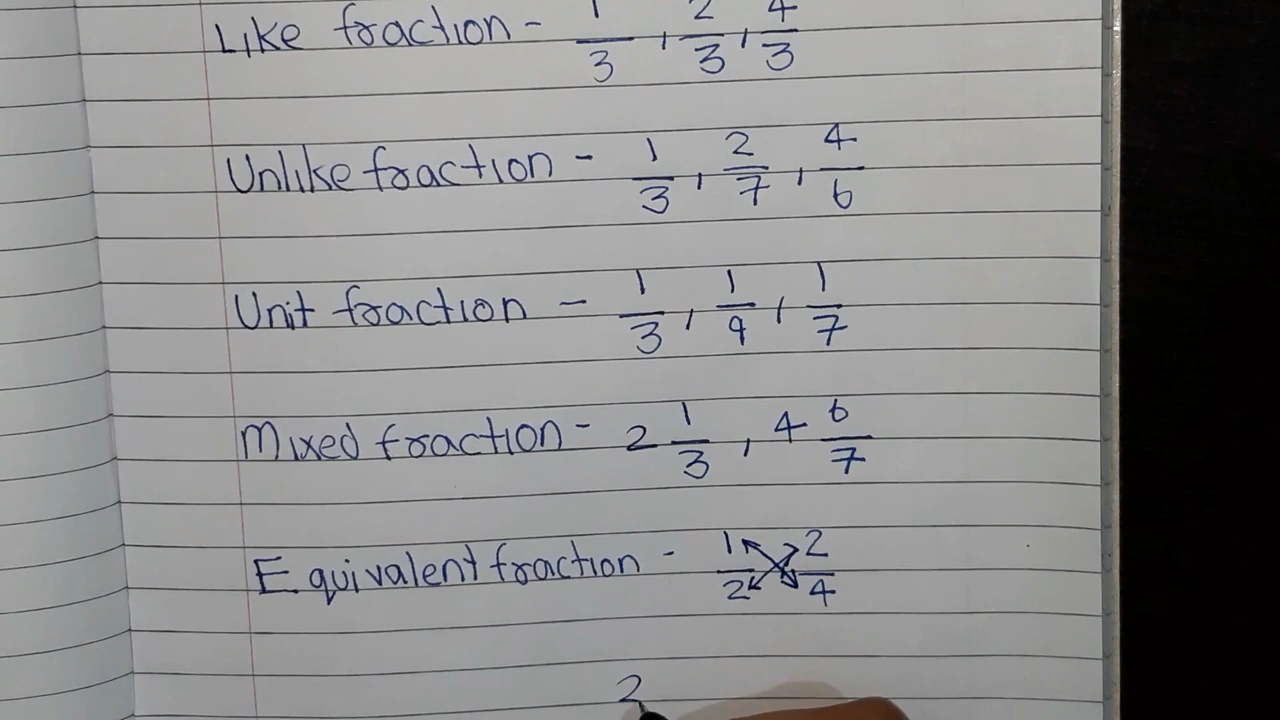 Like fraction - 1/3, 2/3, 4/3
Unlike fraction - 1/3, 2/7, 4/6
Unit fraction - 1/3, 1/9, 1/7
Mixed fraction - 2 1/3, 4 6/7
Equivalent fraction - 1/2 2/4
2